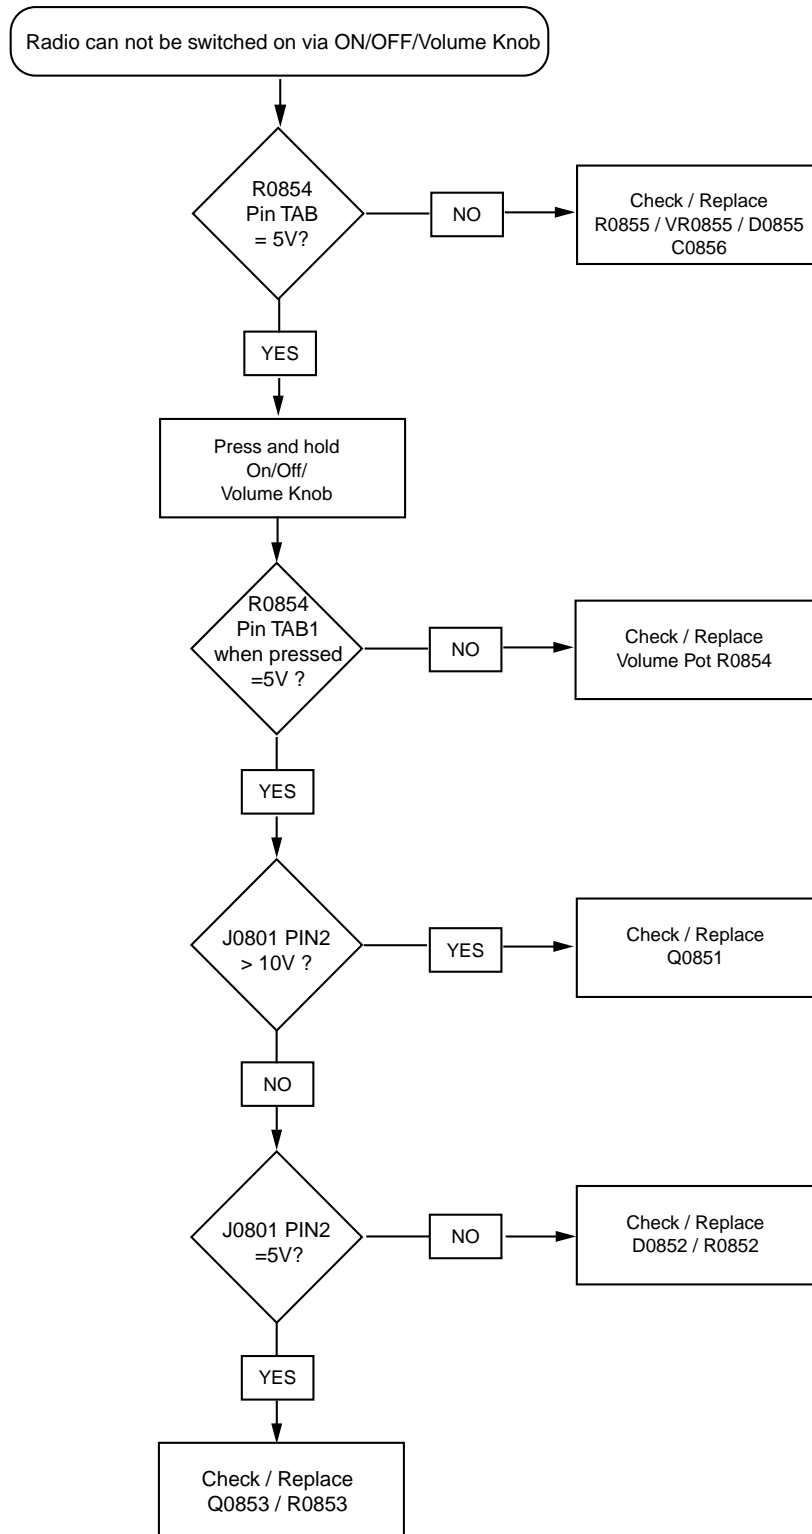 Radio can not be switched on via ON/OFF/Volume Knob
R0854
Pin TAB
= 5V?
NO
Check / Replace
R0855 / VR0855 / D0855
C0856
YES
Press and hold
On/Off/
Volume Knob
R0854
Pin TAB1
when pressed
=5V ?
NO
Check / Replace
Volume Pot R0854
YES
J0801 PIN2
> 10V ?
YES
Check / Replace
Q0851
NO
J0801 PIN2
=5V?
NO
Check / Replace
D0852 / R0852
YES
Check / Replace
Q0853 / R0853